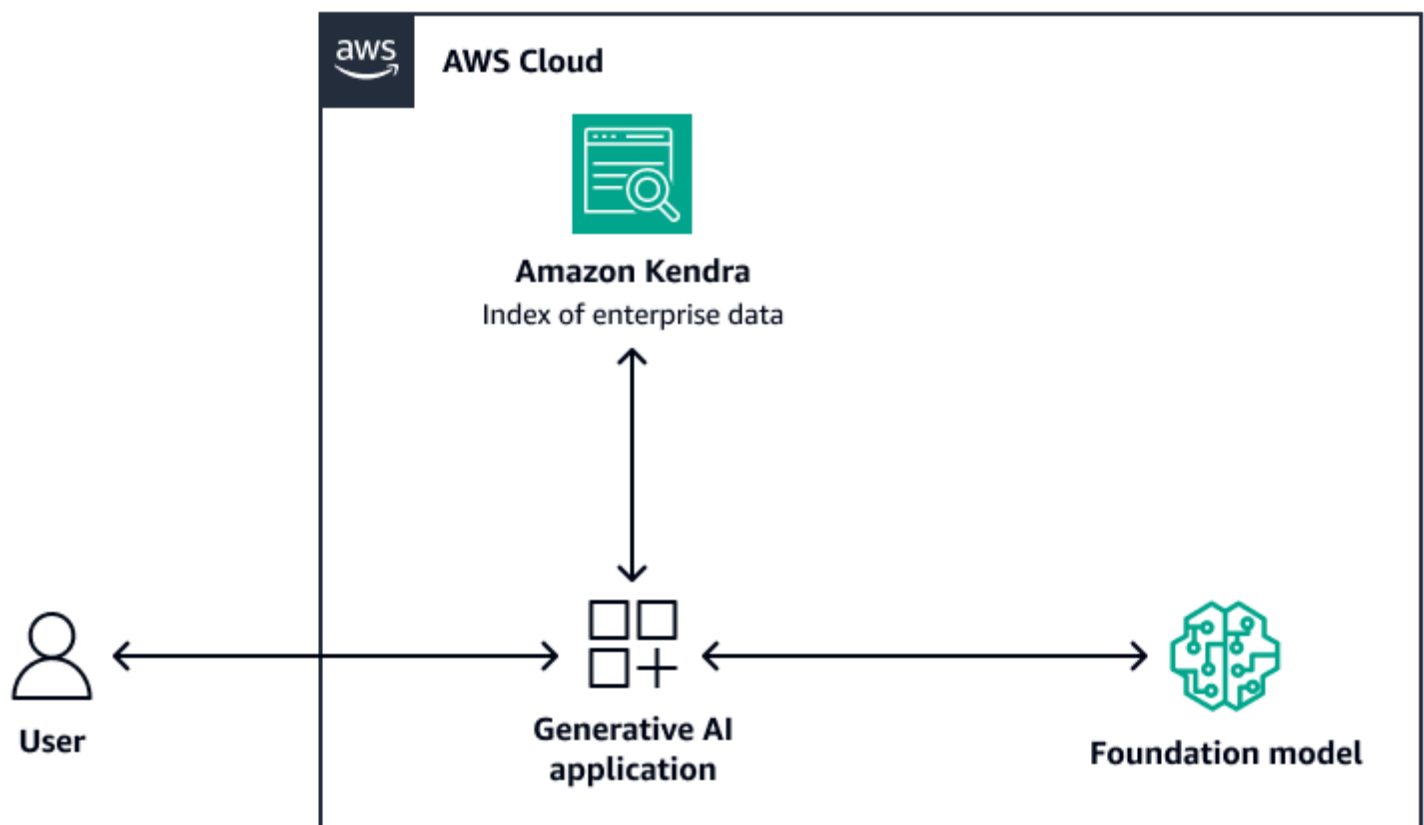 aws
AWS Cloud
Amazon Kendra
Index of enterprise data
User
Generative AI
application
Foundation model